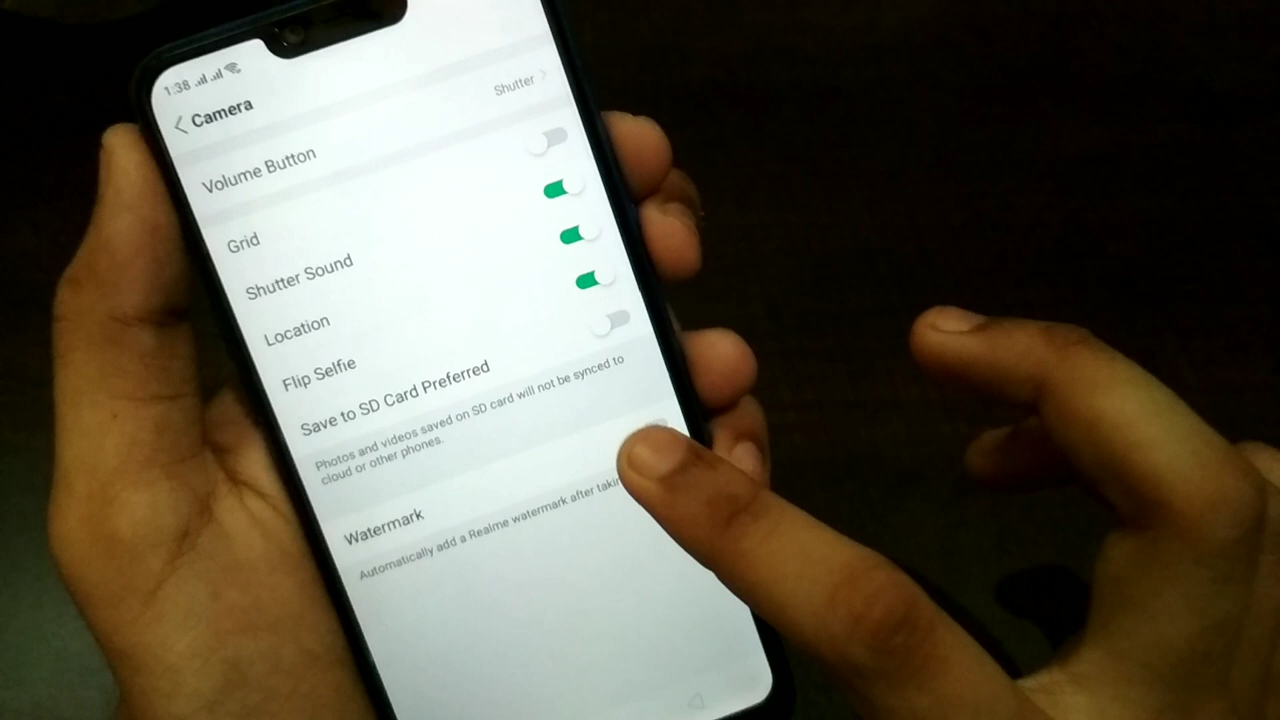 1:38
Camera
Volume Button Shutter
Grid
Shutter Sound
Location
Flip Selfie
Save to SD Card Preferred
Photos and videos saved on SD card will not be synced to
cloud or other phones.
Watermark
Automatically add a Realme watermark after